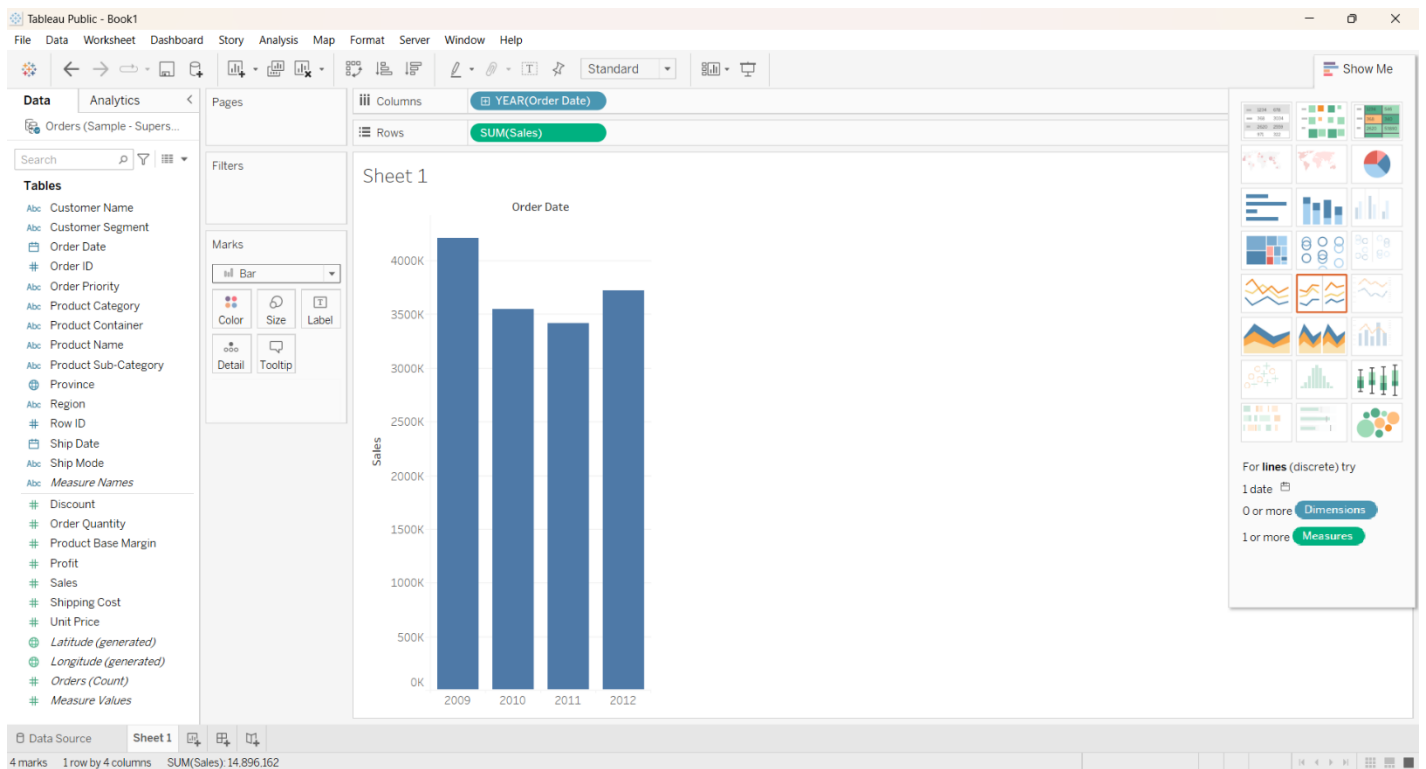 Tableau Public - Book1
File Data Worksheet Dashboard Story Analysis Map Format Server Window Help
Standard
Show Me
Data Analytics
Orders (Sample - Supers...
Search
Tables
Abc Customer Name
Abc Customer Segment
Order Date
# Order ID
Abc Order Priority
Abc Product Category
Abc Product Container
Abc Product Name
Abc Product Sub-Category
Province
Abc Region
# Row ID
Ship Date
Abc Ship Mode
Abc Measure Names
# Discount
# Order Quantity
# Product Base Margin
# Profit
# Sales
# Shipping Cost
# Unit Price
Latitude (generated)
Longitude (generated)
# Orders (Count)
# Measure Values
Pages
Filters
Marks
Bar
Color Size Label
Detail Tooltip
Columns YEAR(Order Date)
Rows SUM(Sales)
Sheet 1
Order Date
4000K
3500K
3000K
2500K
2000K
1500K
1000K
500K
0K
Sales
2009 2010 2011 2012
For lines (discrete) try
1 date
0 or more Dimensions
1 or more Measures
Data Source Sheet 1
4 marks 1 row by 4 columns SUM(Sales): 14,896,162